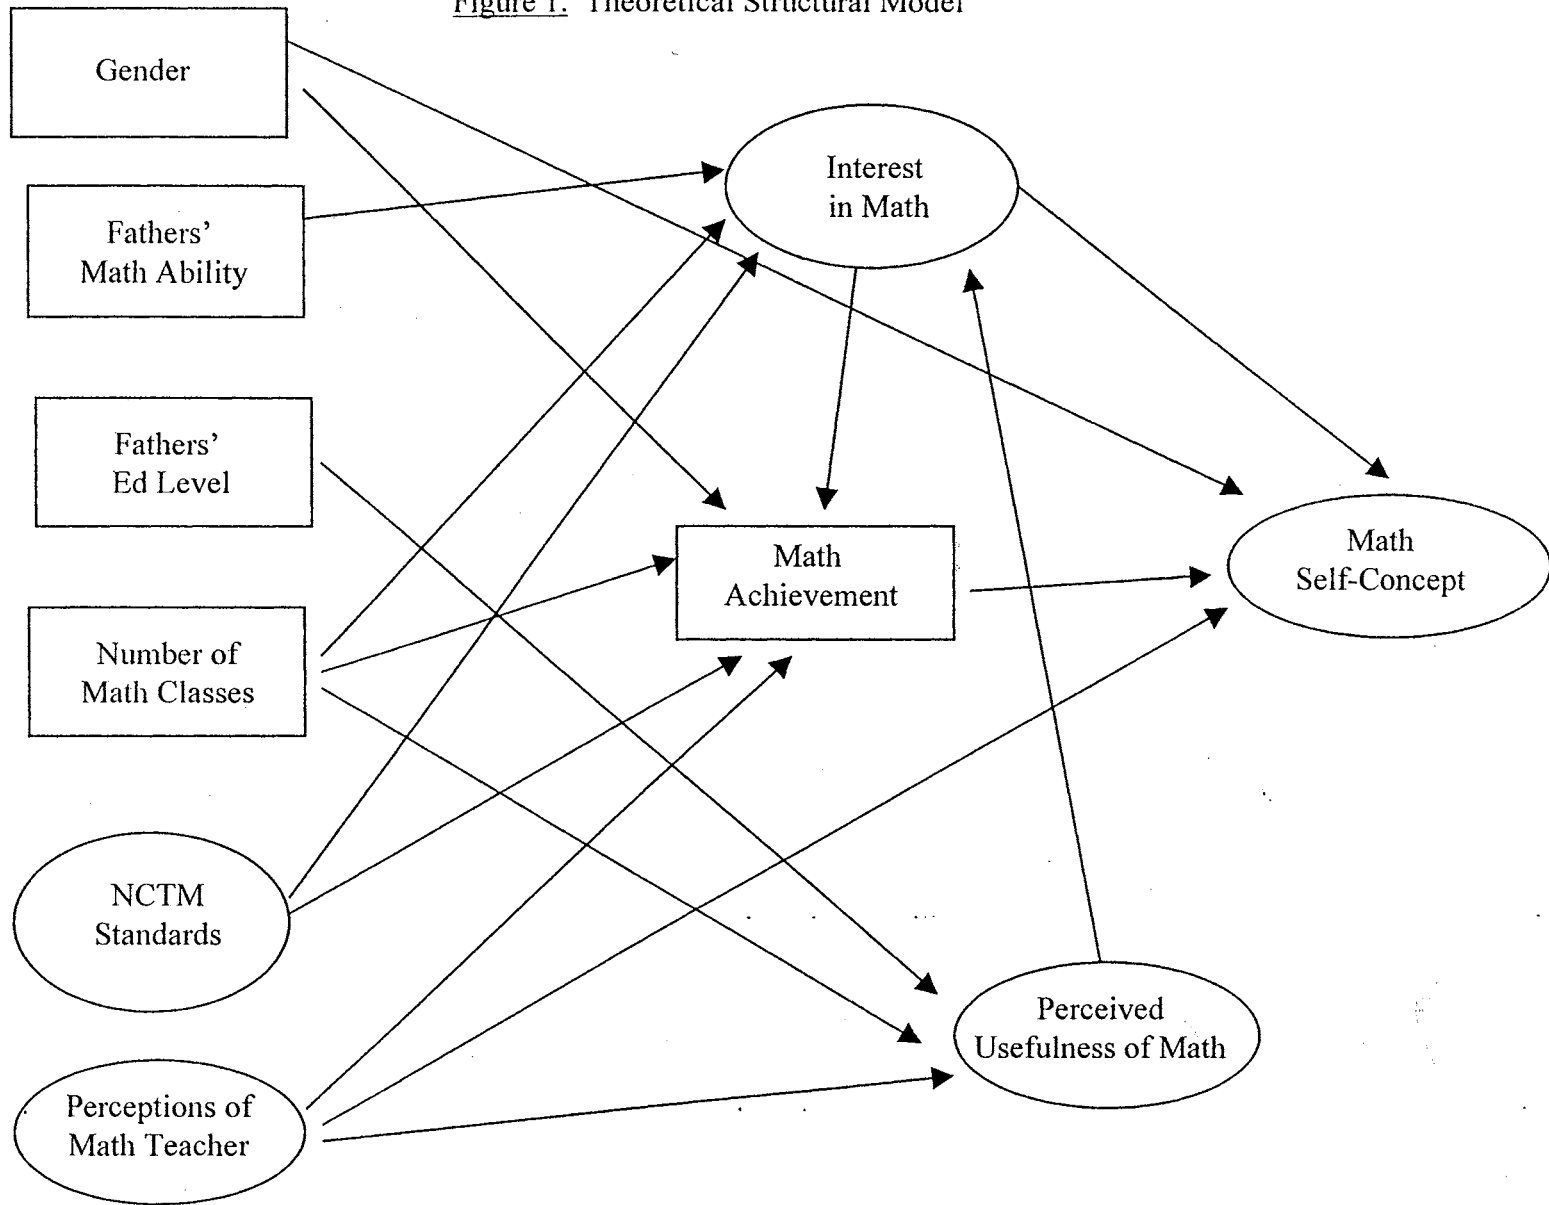 Figure 1. Theoretical Structural Model
Gender
Interest
in Math
Fathers’
Math Ability
Fathers’
Ed Level
Math
Achievement
Math
Self-Concept
Number of
Math Classes
NCTM
Standards
Perceived
Usefulness of Math
Perceptions of
Math Teacher